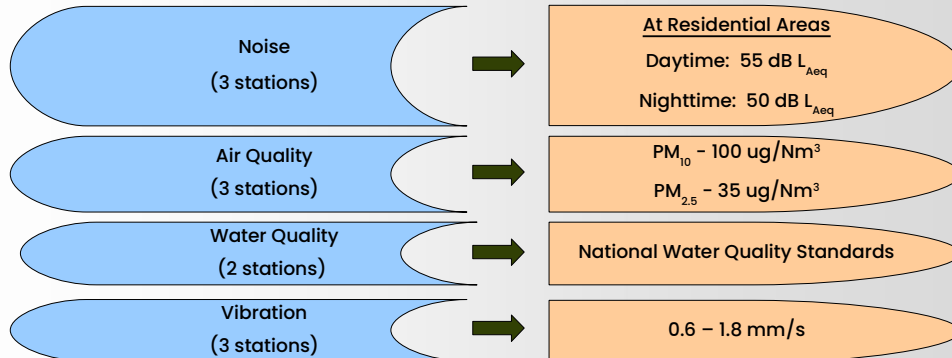 Noise
(3 stations)
At Residential Areas
Daytime: 55 dB L_Aeq
Nighttime: 50 dB L_Aeq
Air Quality
(3 stations)
PM₁₀ - 100 ug/Nm³
PM₂.₅ - 35 ug/Nm³
Water Quality
(2 stations)
National Water Quality Standards
Vibration
(3 stations)
0.6 – 1.8 mm/s